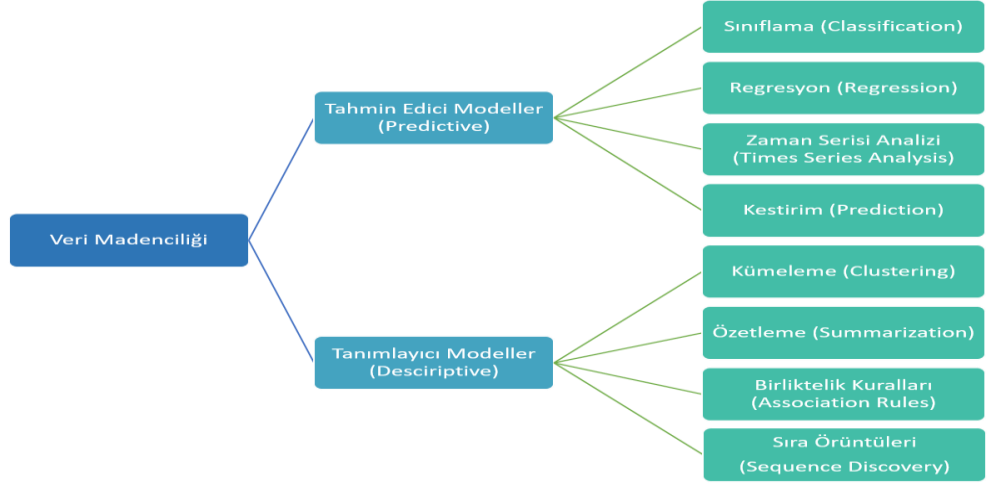 Veri Madenciliği
Tahmin Edici Modeller
(Predictive)
Sınıflama (Classification)
Regresyon (Regression)
Zaman Serisi Analizi
(Times Series Analysis)
Kestirim (Prediction)
Tanımlayıcı Modeller
(Desciriptive)
Kümeleme (Clustering)
Özetleme (Summarization)
Birliktelik Kuralları
(Association Rules)
Sıra Örüntüleri
(Sequence Discovery)